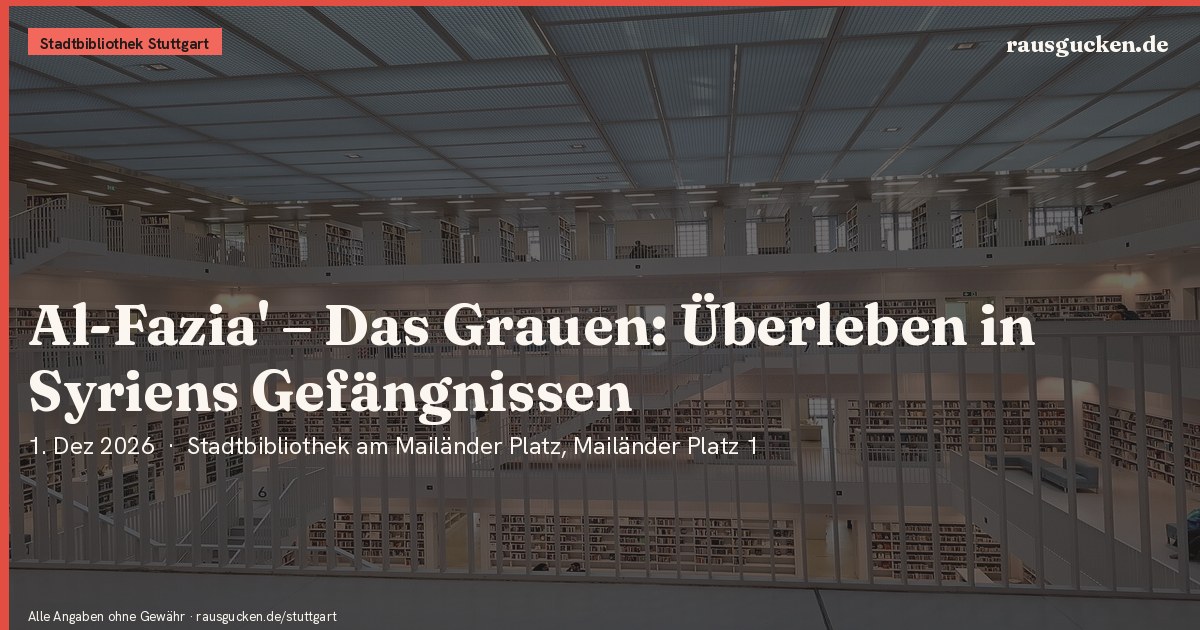 Stadtbibliothek Stuttgart
rausgucken.de
Al-Fazia' – Das Grauen: Überleben in
Syriens Gefängnissen
1. Dez 2026 · Stadtbibliothek am Mailänder Platz, Mailänder Platz 1
6
Alle Angaben ohne Gewähr · rausgucken.de/stuttgart